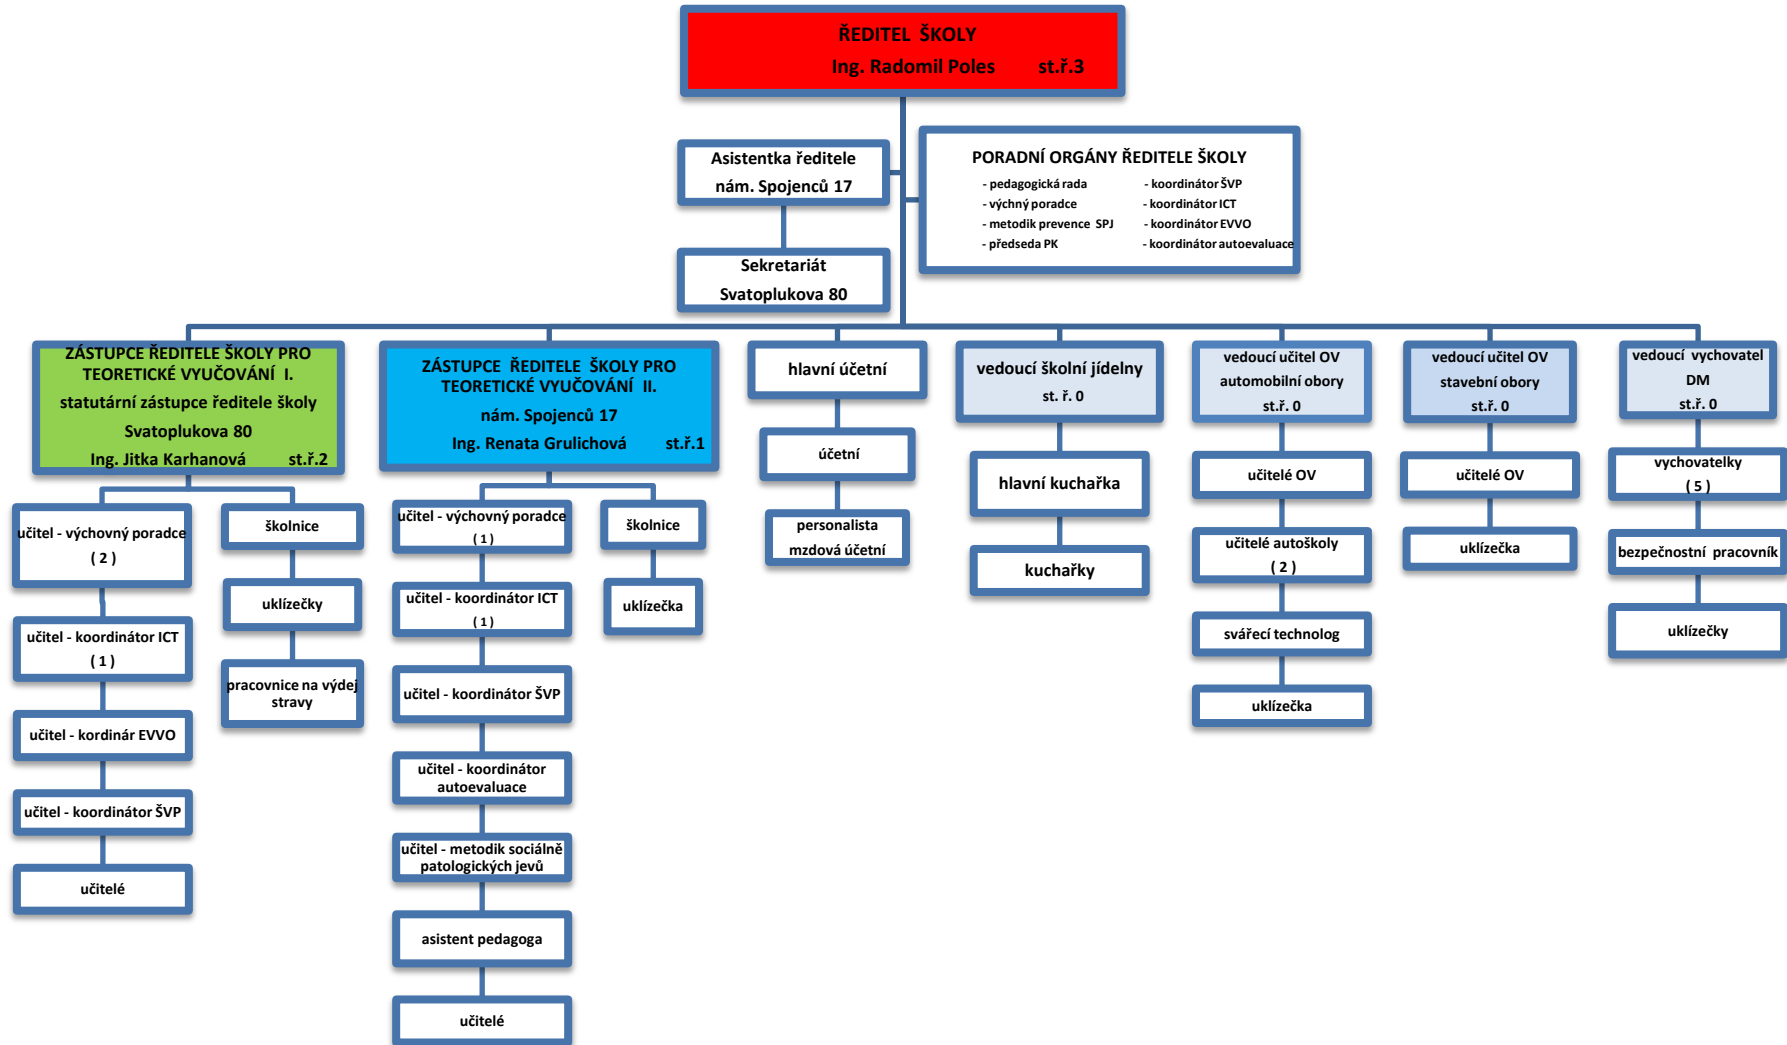 ŘEDITEL ŠKOLY
Ing. Radomil Poles st.ř.3
Asistentka ředitele
nám. Spojenců 17
PORADNÍ ORGÁNY ŘEDITELE ŠKOLY
- pedagogická rada - koordinátor ŠVP
- výchný poradce - koordinátor ICT
- metodik prevence SPJ - koordinátor EVVO
- předseda PK - koordinátor autoevaluace
Sekretariát
Svatoplukova 80
ZÁSTUPCE ŘEDITELE ŠKOLY PRO
TEORETICKÉ VYUČOVÁNÍ I.
statutární zástupce ředitele školy
Svatoplukova 80
Ing. Jitka Karhanová st.ř.2
učitel - výchovný poradce
( 2 )
učitel - koordinátor ICT
( 1 )
učitel - kordinár EVVO
učitel - koordinátor ŠVP
učitelé
školnice
uklízečky
pracovnice na výdej
stravy
ZÁSTUPCE ŘEDITELE ŠKOLY PRO
TEORETICKÉ VYUČOVÁNÍ II.
nám. Spojenců 17
Ing. Renata Grulichová st.ř.1
učitel - výchovný poradce
( 1 )
učitel - koordinátor ICT
( 1 )
učitel - koordinátor ŠVP
učitel - koordinátor
autoevaluace
učitel - metodik sociálně
patologických jevů
asistent pedagoga
učitelé
školnice
uklízečka
hlavní účetní
účetní
personalista
mzdová účetní
vedoucí školní jídelny
st. ř. 0
hlavní kuchařka
kuchařky
vedoucí učitel OV
automobilní obory
st.ř. 0
učitelé OV
učitelé autoškoly
( 2 )
svářecí technolog
uklízečka
vedoucí učitel OV
stavební obory
st.ř. 0
učitelé OV
uklízečka
vedoucí vychovatel
DM
st.ř. 0
vychovatelky
( 5 )
bezpečnostní pracovník
uklízečky